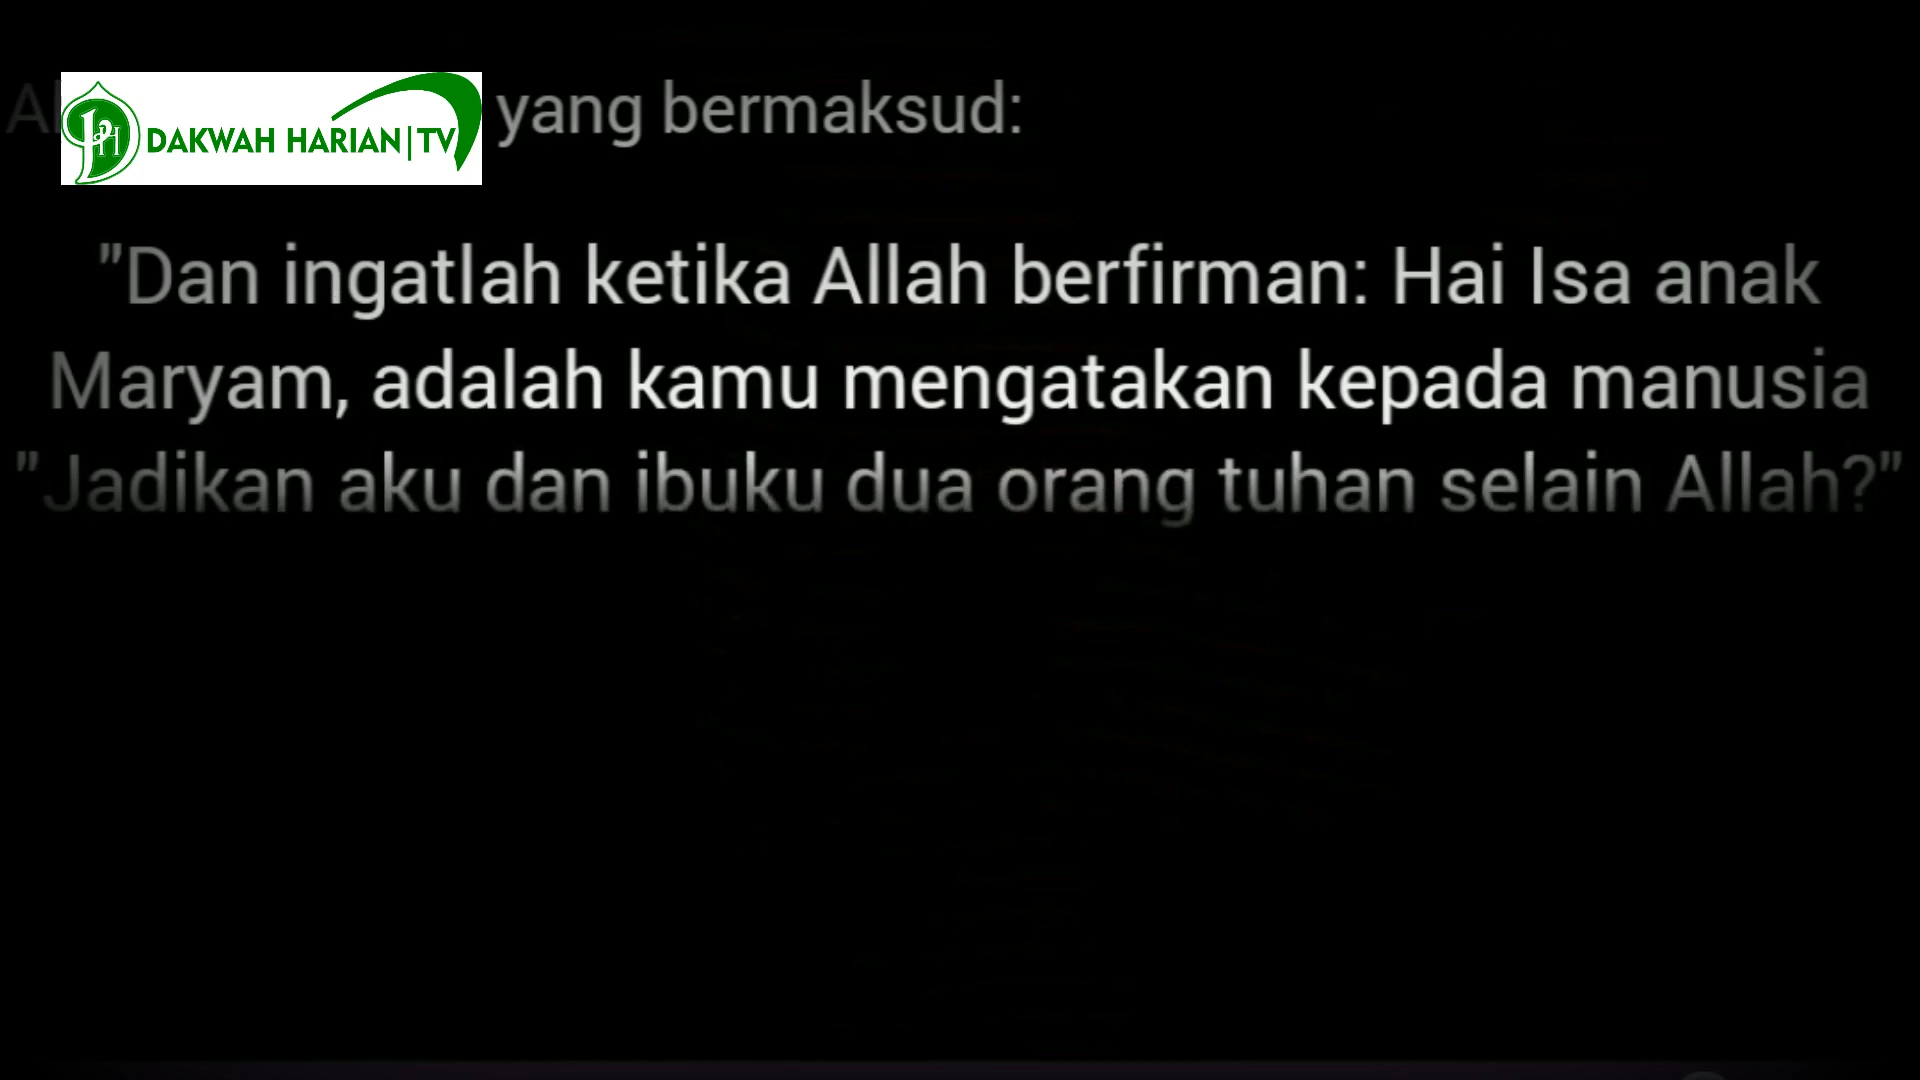 DAKWAH HARIAN|TV
yang bermaksud:
"Dan ingatlah ketika Allah berfirman: Hai Isa anak
Maryam, adalah kamu mengatakan kepada manusia
"Jadikan aku dan ibuku dua orang tuhan selain Allah?"